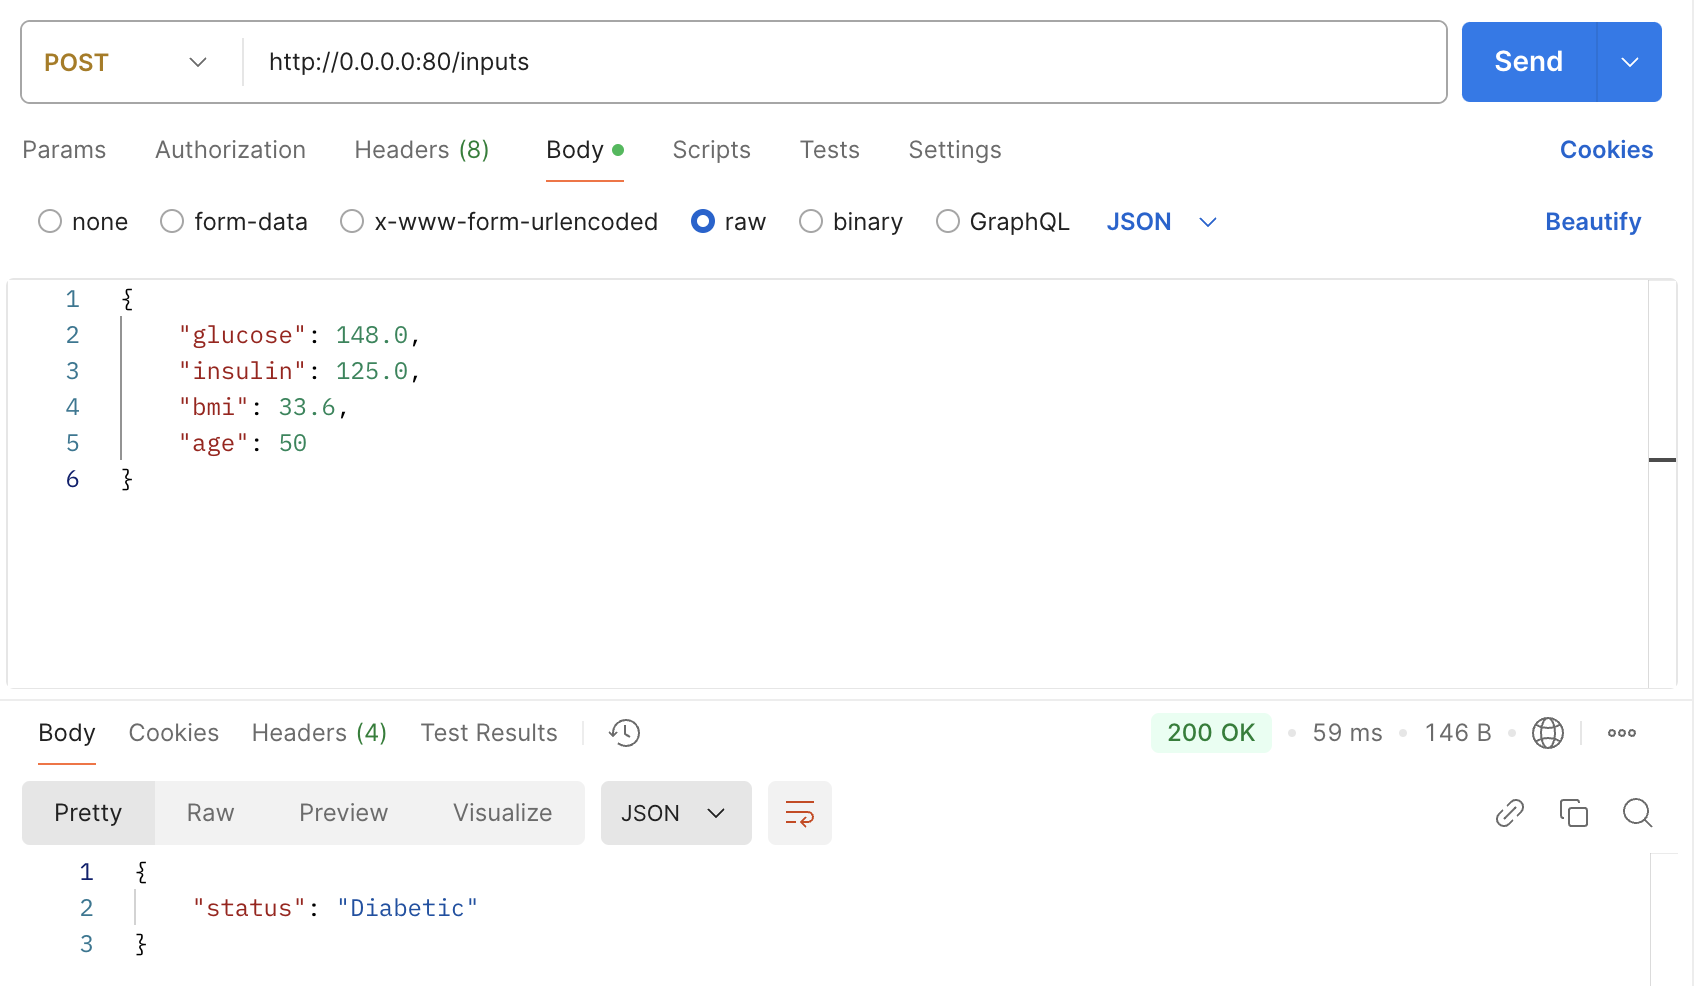 POST http://0.0.0.0:80/inputs Send
Params Authorization Headers (8) Body Scripts Tests Settings Cookies
none form-data x-www-form-urlencoded raw binary GraphQL JSON Beautify
1 {
2 "glucose": 148.0,
3 "insulin": 125.0,
4 "bmi": 33.6,
5 "age": 50
6 }
Body Cookies Headers (4) Test Results 200 OK 59 ms 146 B
Pretty Raw Preview Visualize JSON
1 {
2 "status": "Diabetic"
3 }